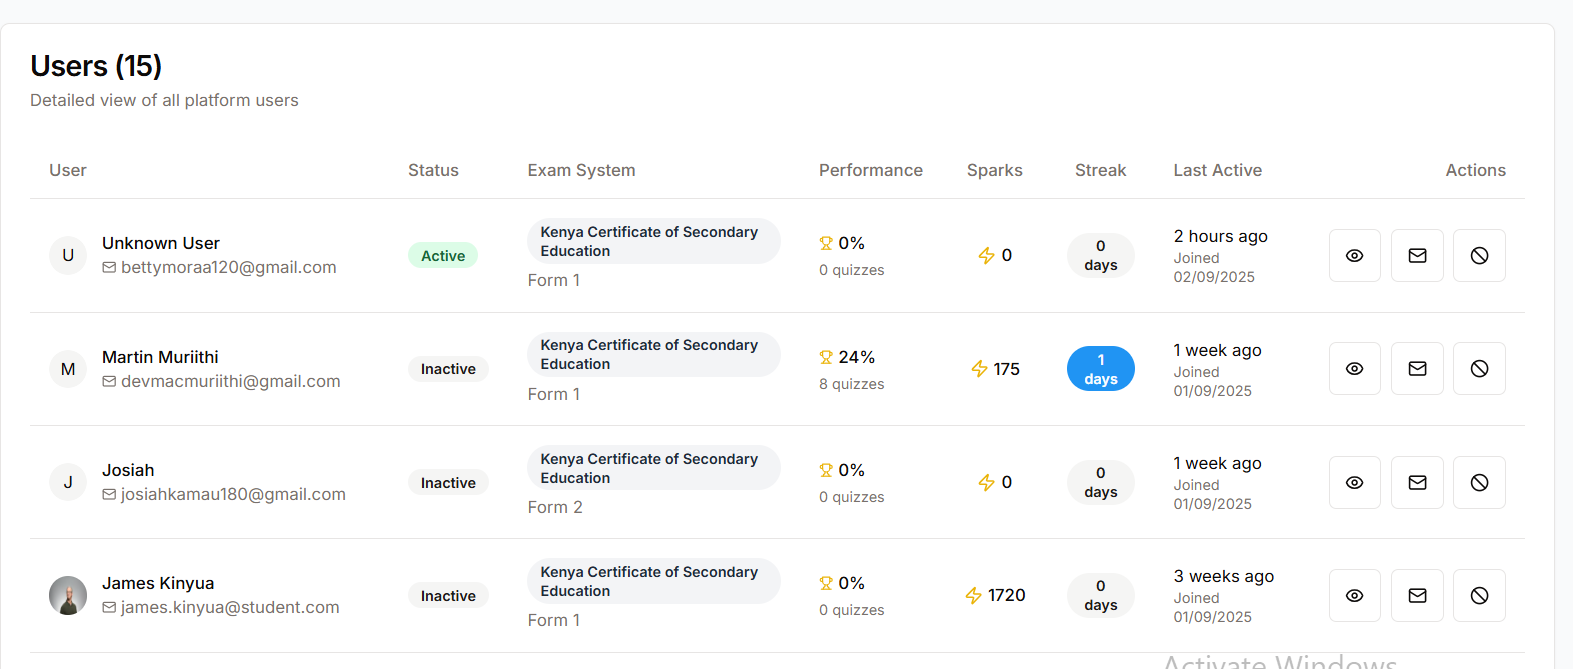 Users (15)
Detailed view of all platform users
User Status Exam System Performance Sparks Streak Last Active Actions
U
Unknown User
bettymoraa120@gmail.com
Active
Kenya Certificate of Secondary
Education
Form 1
0%
0 quizzes
0
0
days
2 hours ago
Joined
02/09/2025
M
Martin Muriithi
devmacmuriithi@gmail.com
Inactive
Kenya Certificate of Secondary
Education
Form 1
24%
8 quizzes
175
1
days
1 week ago
Joined
01/09/2025
J
Josiah
josiahkamau180@gmail.com
Inactive
Kenya Certificate of Secondary
Education
Form 2
0%
0 quizzes
0
0
days
1 week ago
Joined
01/09/2025
James Kinyua
james.kinyua@student.com
Inactive
Kenya Certificate of Secondary
Education
Form 1
0%
0 quizzes
1720
0
days
3 weeks ago
Joined
01/09/2025
Activate Windows